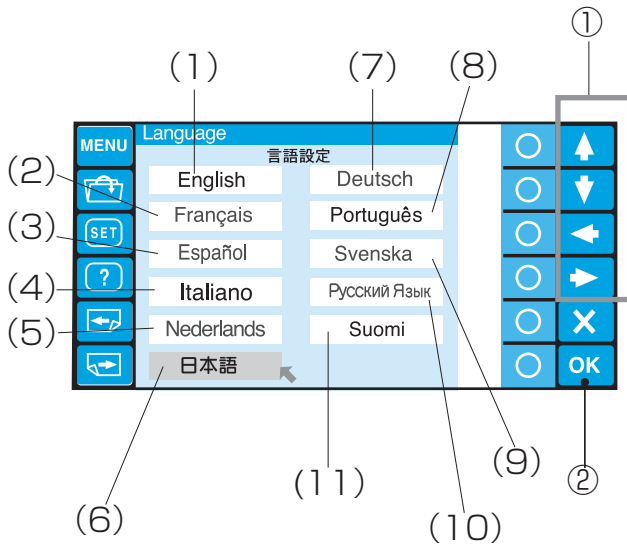 ①
(1) (7) (8)
MENU
Language
言語設定
(2) English Deutsch
Français Português
(3) SET Español Svenska
(4) ? Italiano Русский Язык
(5) Nederlands Suomi
日本語
OK
(9) ②
(11)
(6) (10)